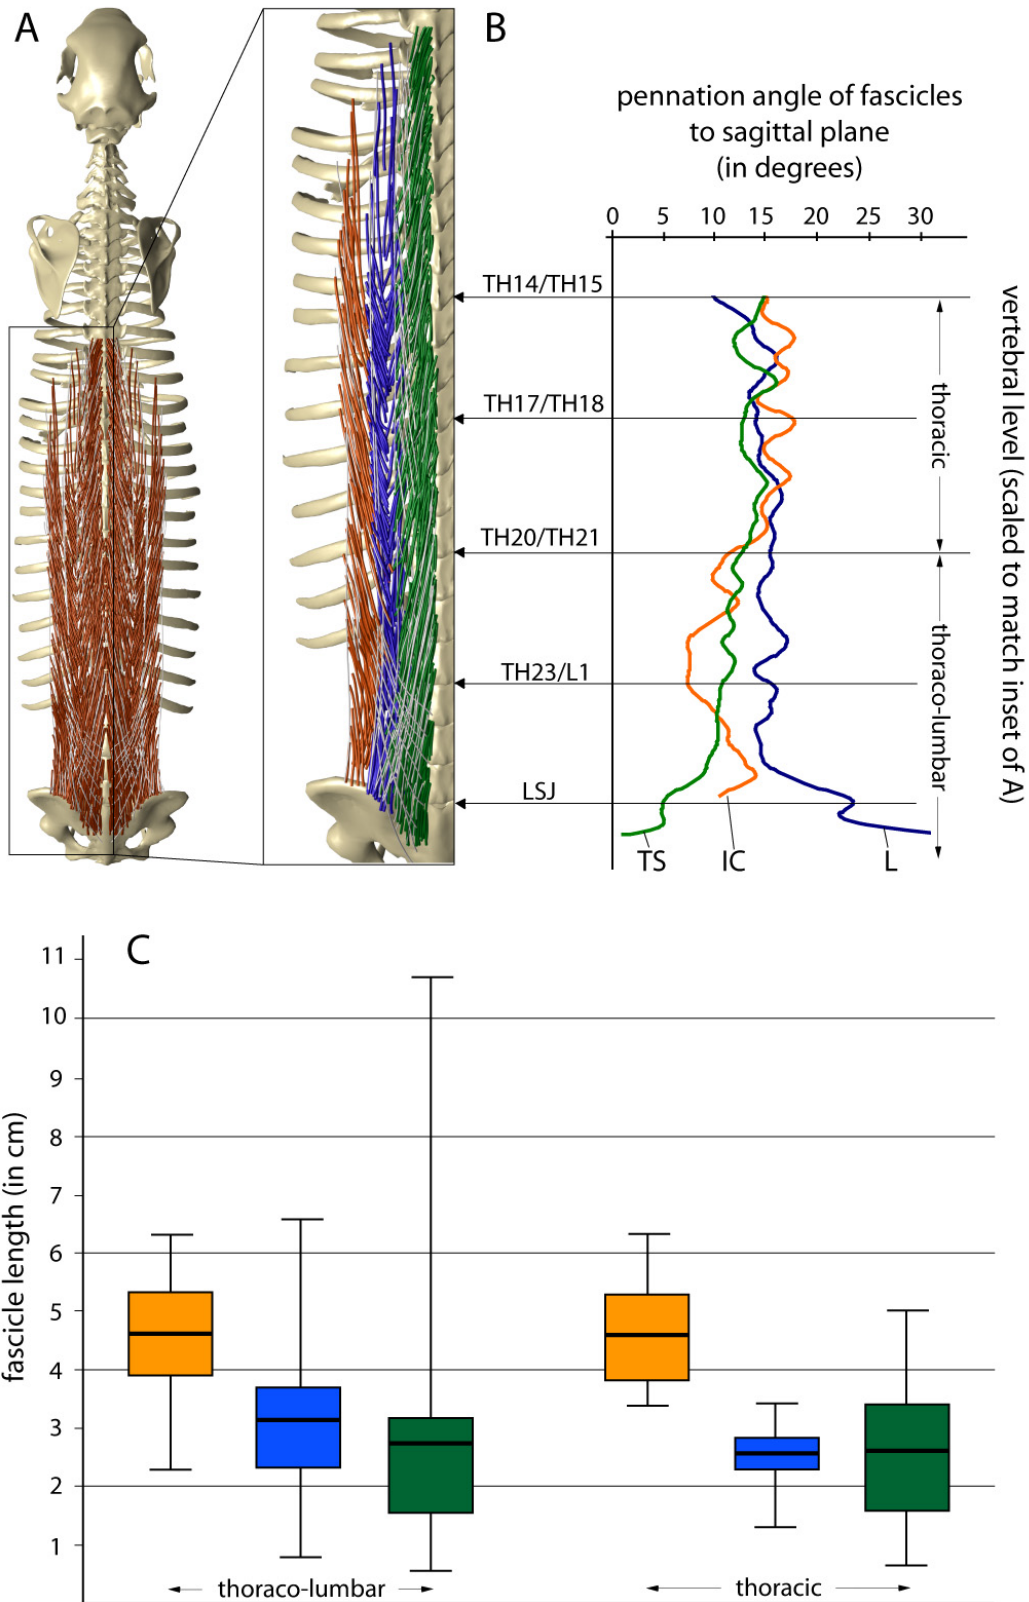 A
B
pennation angle of fascicles
to sagittal plane
(in degrees)
0 5 10 15 20 25 30
TH14/TH15
TH17/TH18
TH20/TH21
TH23/L1
LSJ
thoracic
thoraco-lumbar
vertebral level (scaled to match inset of A)
TS IC L
C
fascicle length (in cm)
11
10
9
8
7
6
5
4
3
2
1
thoraco-lumbar thoracic